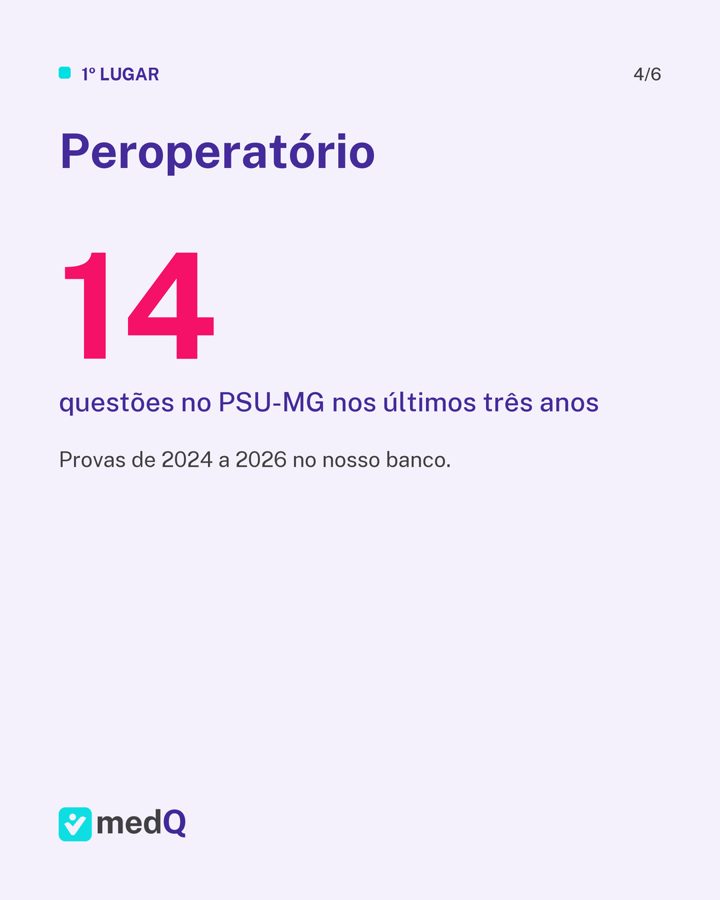 1º LUGAR
4/6
Peroperatório
14
questões no PSU-MG nos últimos três anos
Provas de 2024 a 2026 no nosso banco.
medQ